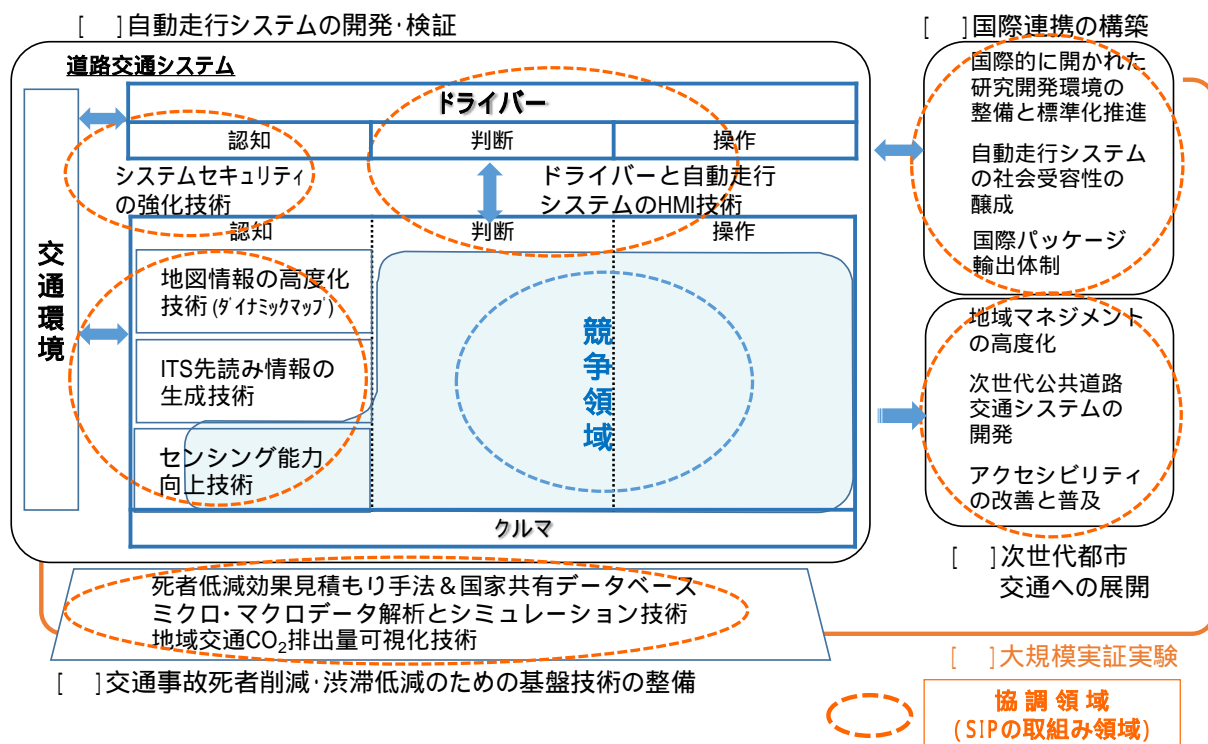 [　]自動走行システムの開発･検証
道路交通システム
交通環境
ドライバー
認知
判断
操作
システムセキュリティ
の強化技術
ドライバーと自動走行
システムのHMI技術
認知
判断
操作
地図情報の高度化
技術(ﾀﾞｲﾅﾐｯｸﾏｯﾌﾟ)
ITS先読み情報の
生成技術
センシング能力
向上技術
競争領域
クルマ
死者低減効果見積もり手法＆国家共有データベース
ミクロ･マクロデータ解析とシミュレーション技術
地域交通CO₂排出量可視化技術
[　]交通事故死者削減･渋滞低減のための基盤技術の整備
[　]国際連携の構築
国際的に開かれた
研究開発環境の
整備と標準化推進
自動走行システム
の社会受容性の
醸成
国際パッケージ
輸出体制
地域マネジメント
の高度化
次世代公共道路
交通システムの
開発
アクセシビリティ
の改善と普及
[　]次世代都市
交通への展開
[　]大規模実証実験
協調領域
(SIPの取組み領域)